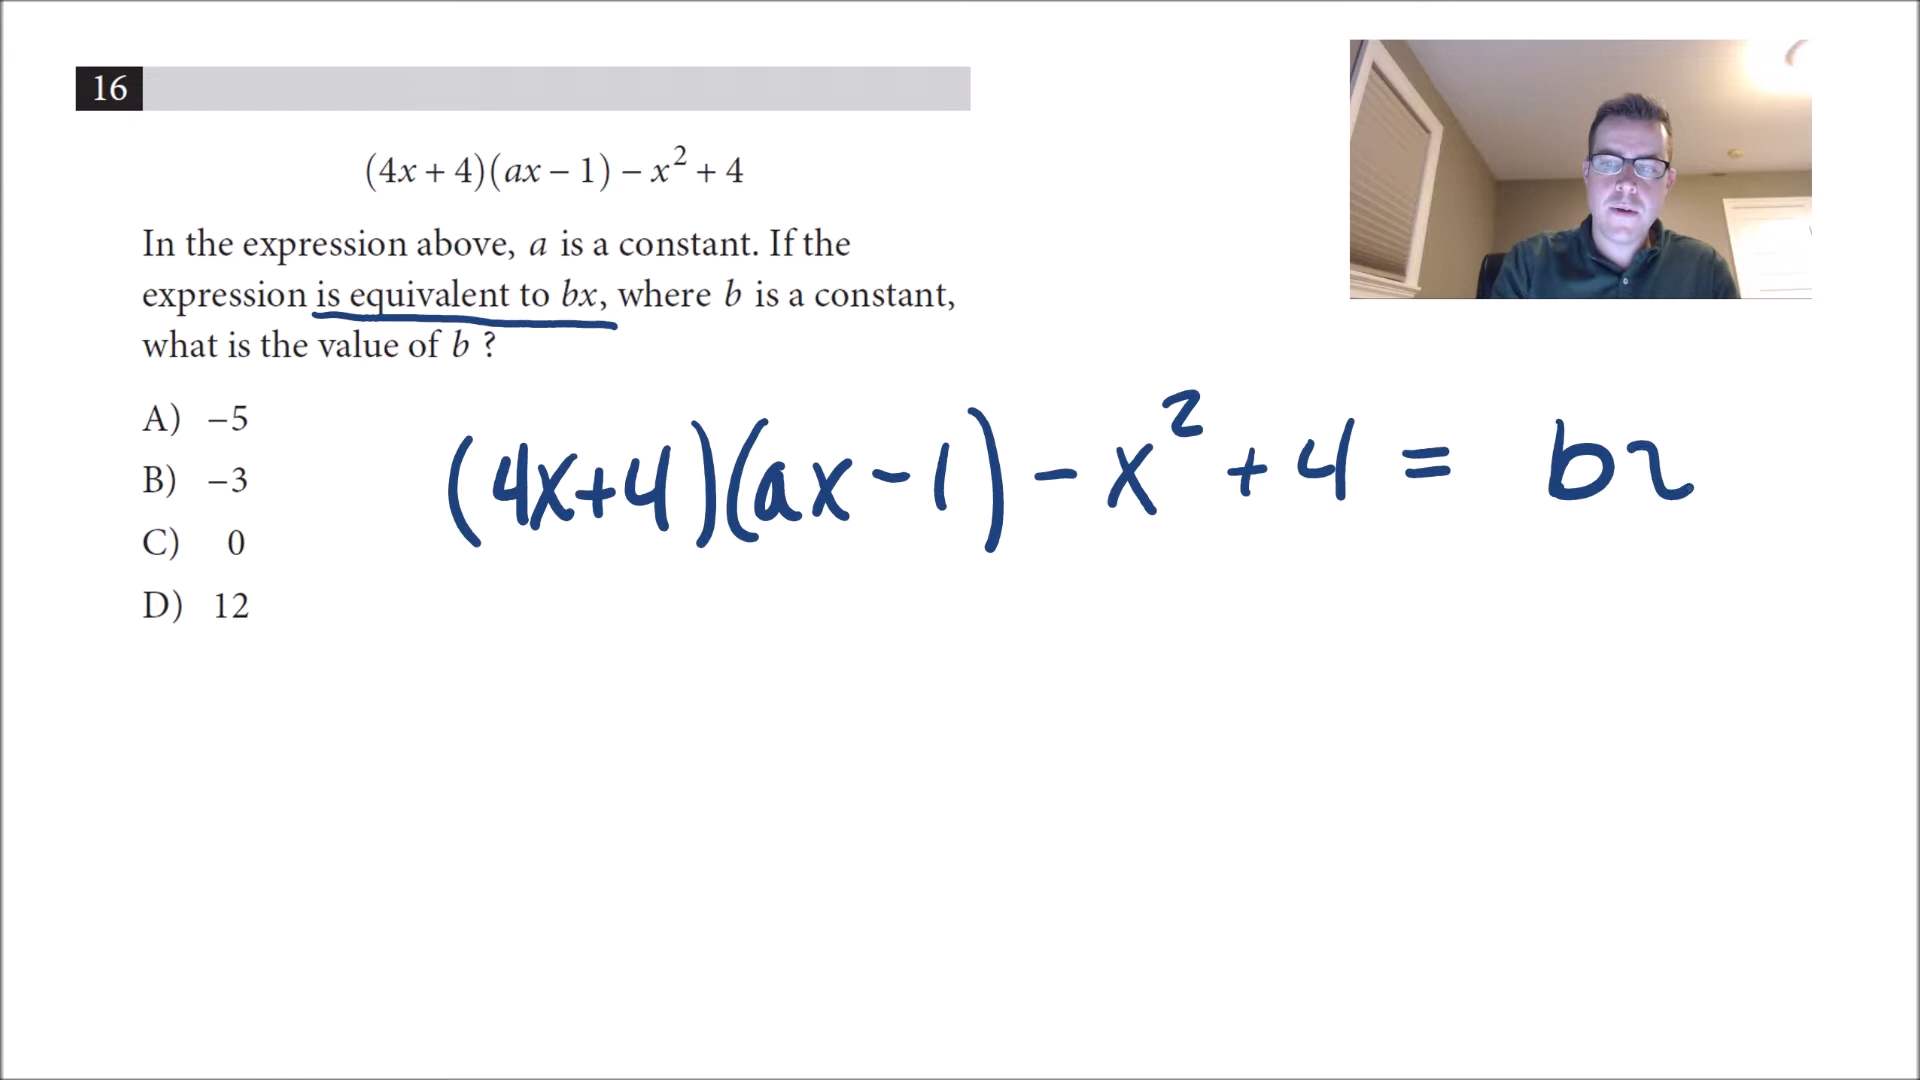 16
(4x + 4)(ax − 1) − x² + 4
In the expression above, a is a constant. If the
expression is equivalent to bx, where b is a constant,
what is the value of b ?
A) −5
B) −3
C) 0
D) 12
(4x+4)(ax-1) - x² + 4 = b